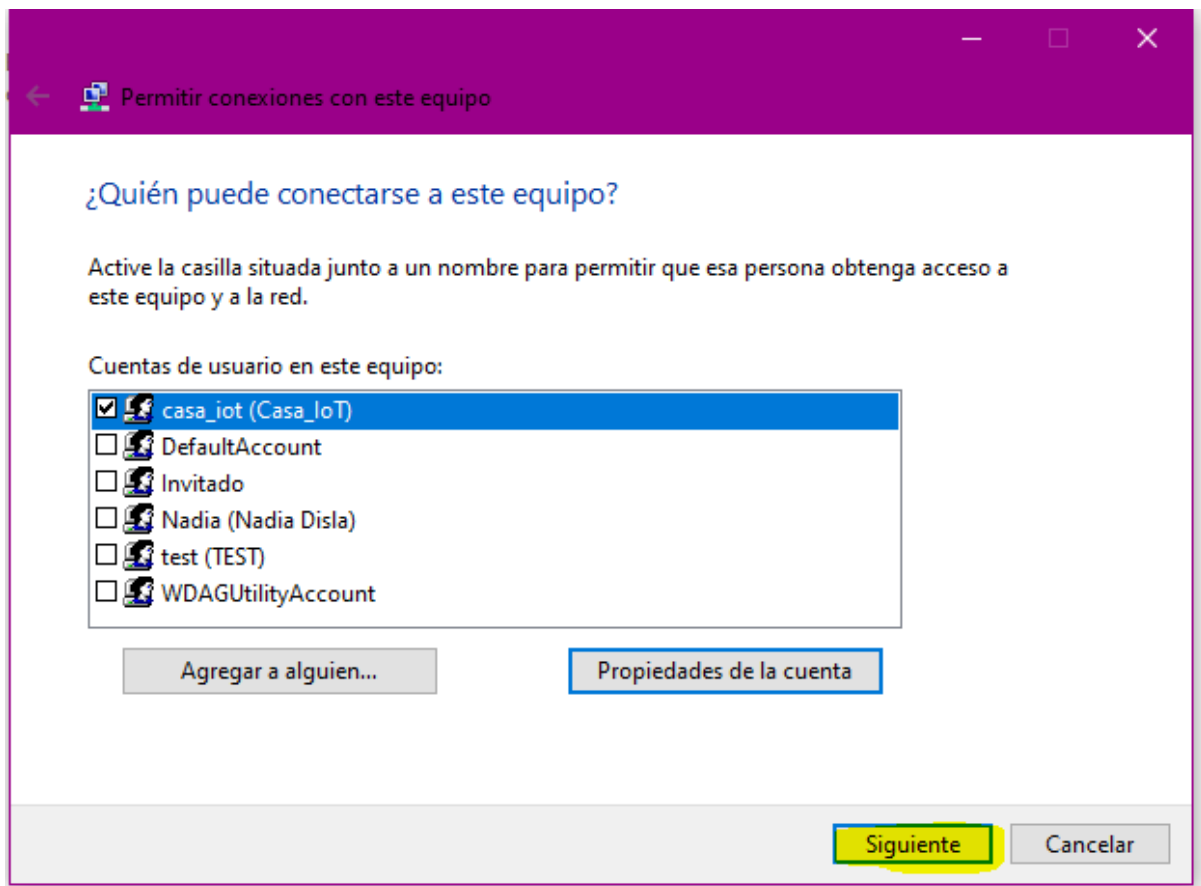 Permitir conexiones con este equipo
¿Quién puede conectarse a este equipo?
Active la casilla situada junto a un nombre para permitir que esa persona obtenga acceso a
este equipo y a la red.
Cuentas de usuario en este equipo:
casa_iot (Casa_IoT)
DefaultAccount
Invitado
Nadia (Nadia Disla)
test (TEST)
WDAGUtilityAccount
Agregar a alguien... Propiedades de la cuenta
Siguiente Cancelar